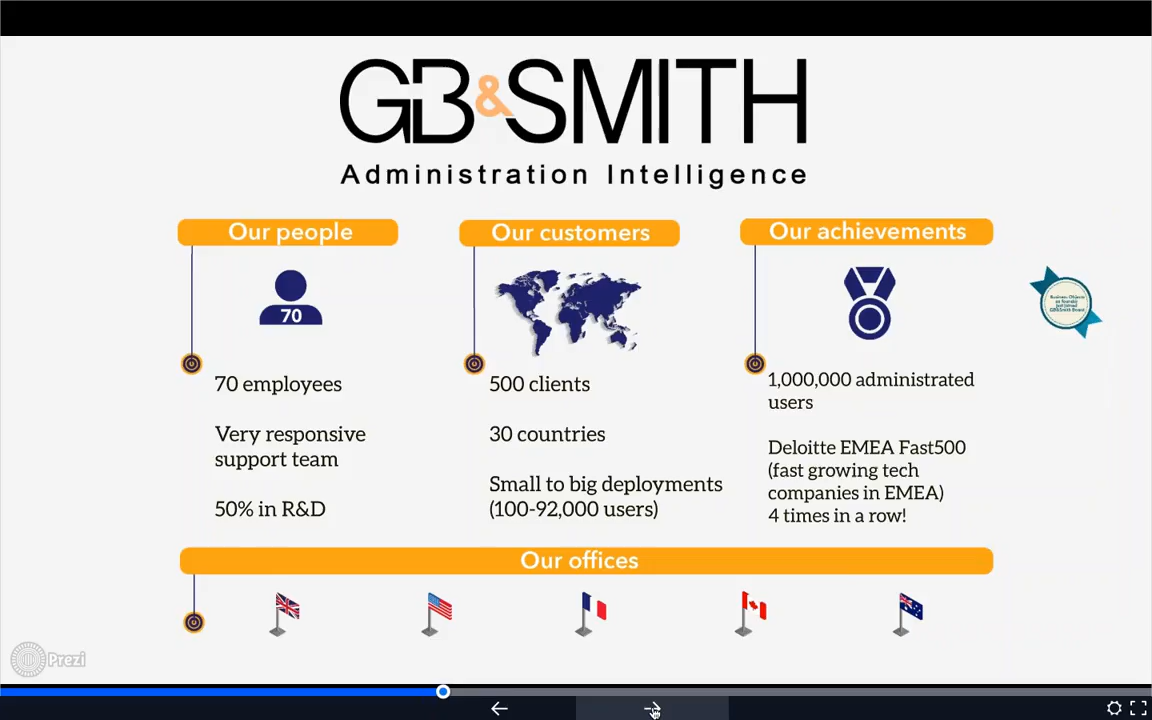 GB&SMITH
Administration Intelligence
Our people
Our customers
Our achievements
70
70 employees
Very responsive
support team
50% in R&D
500 clients
30 countries
Small to big deployments
(100-92,000 users)
1,000,000 administrated
users
Deloitte EMEA Fast500
(fast growing tech
companies in EMEA)
4 times in a row!
Business Objects
Our offices
Prezi